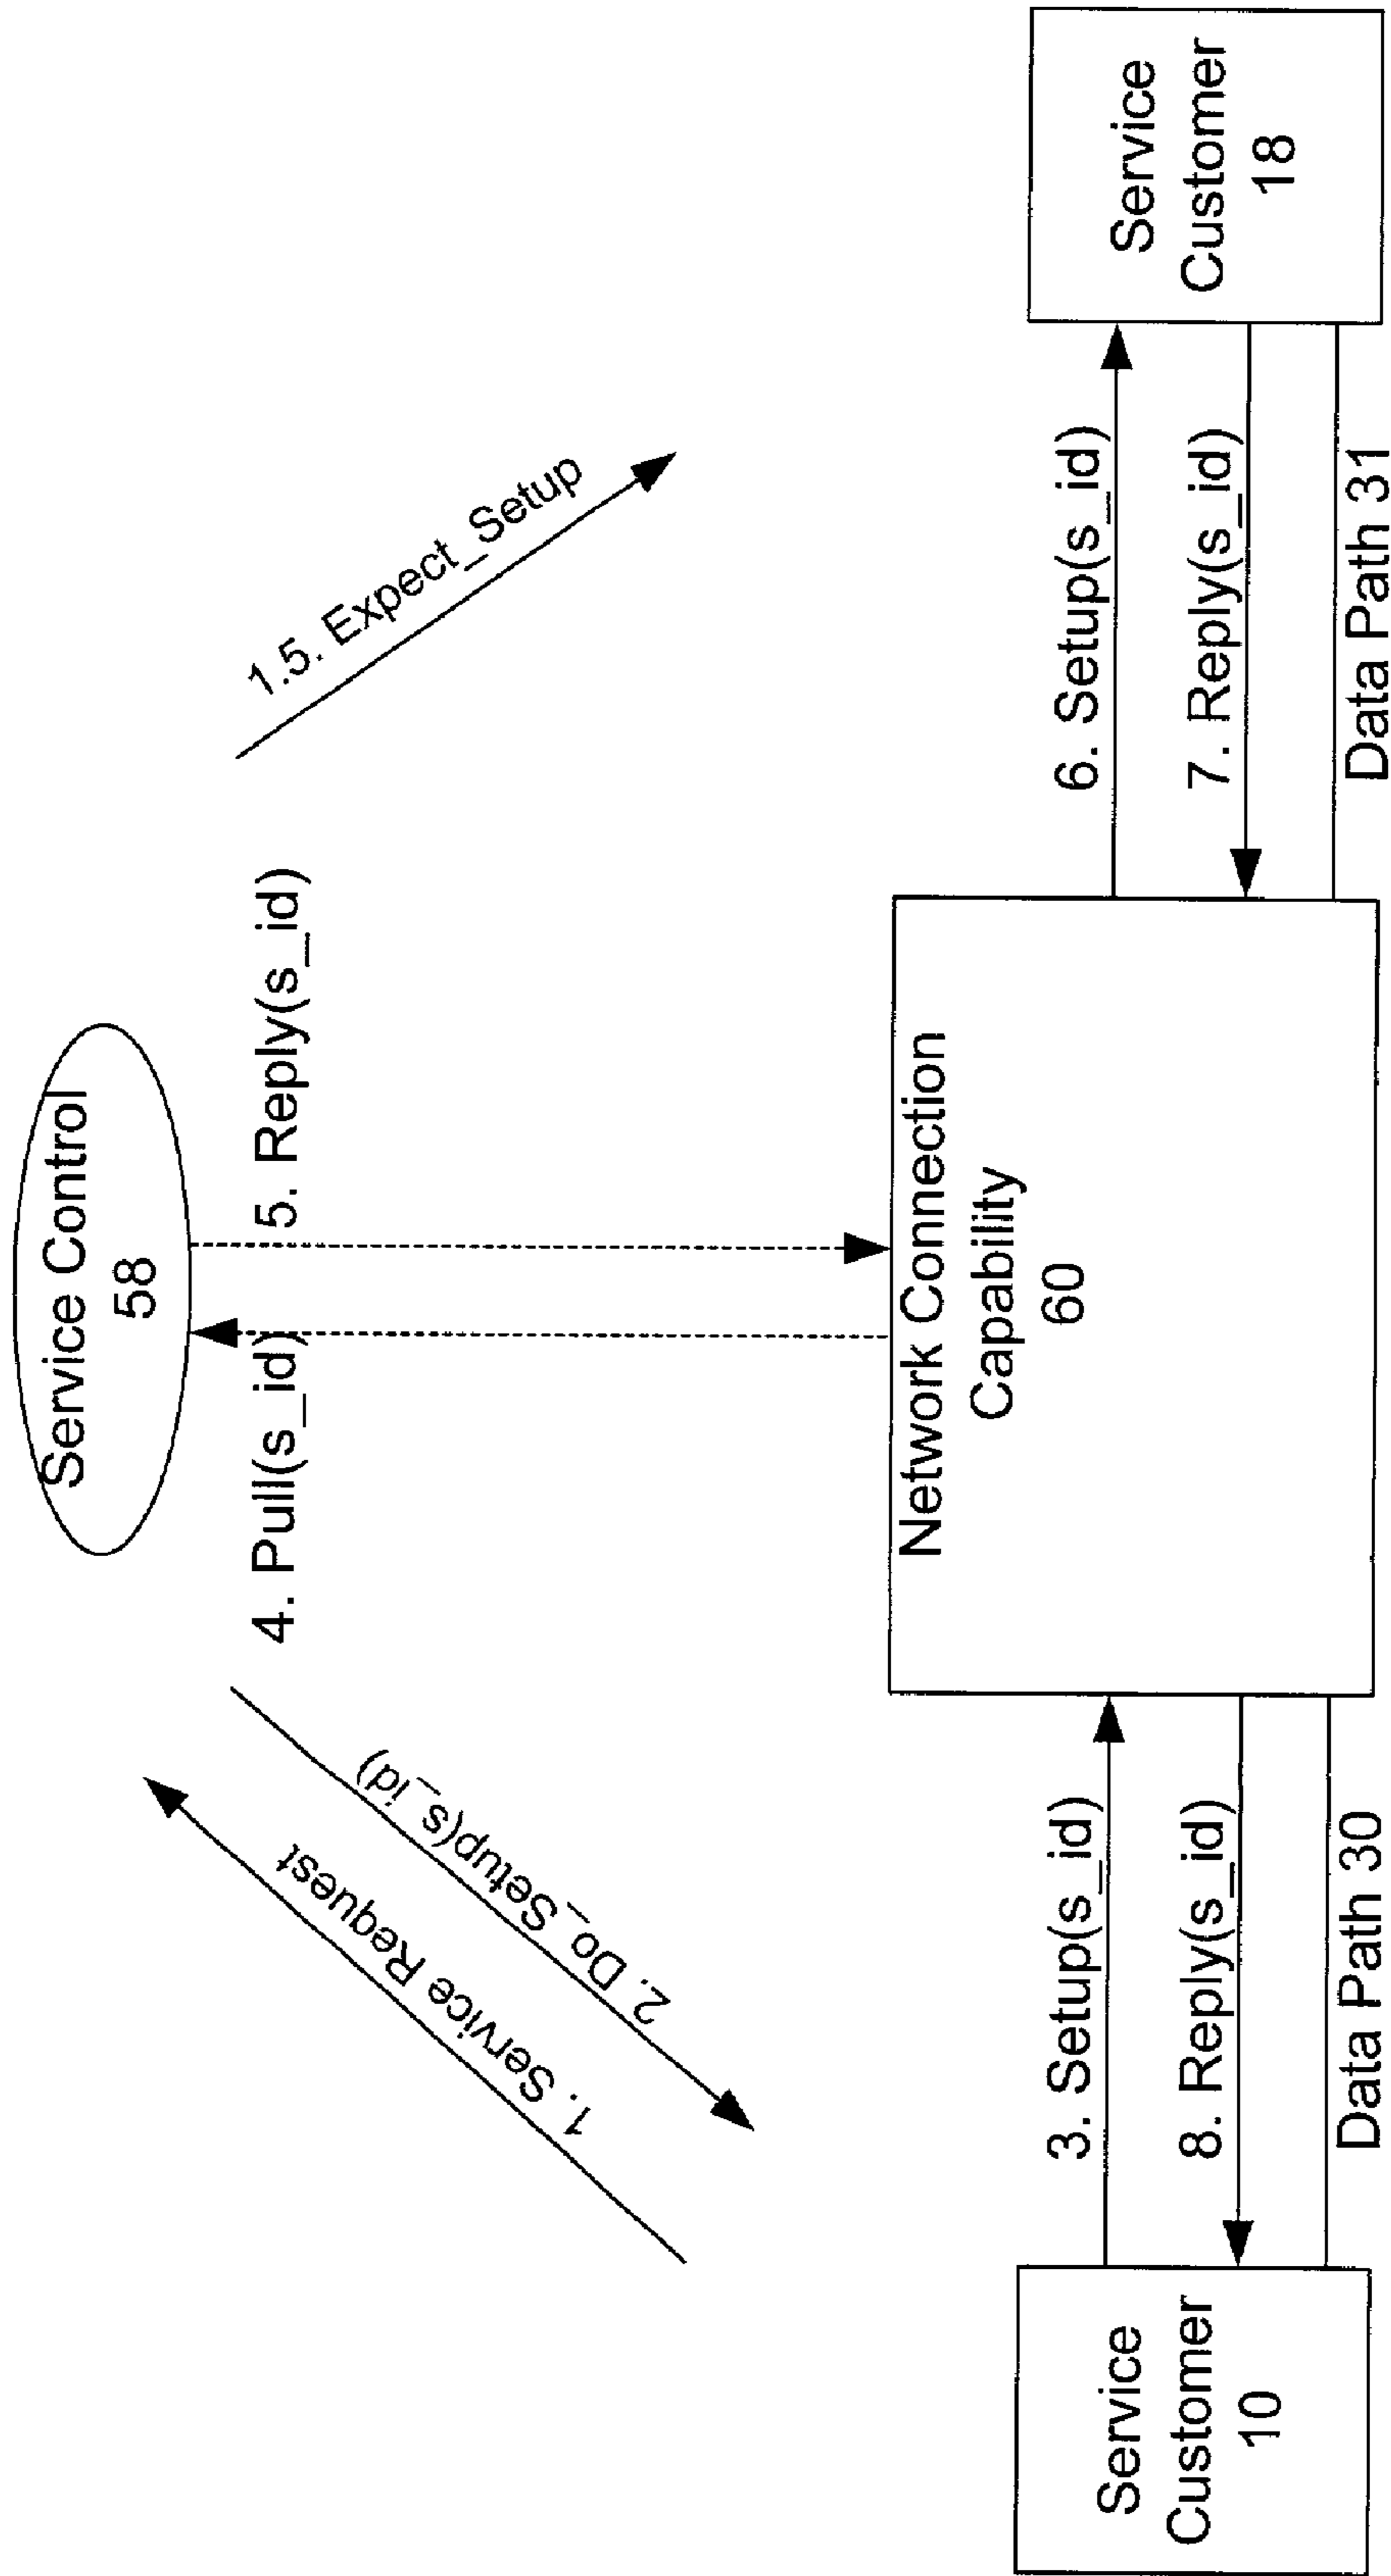 Service Control
58
4. Pull(s_id)
5. Reply(s_id)
1. Service Request
2. Do_Setup(s_id)
1.5. Expect_Setup
Network Connection
Capability
60
Service
Customer
10
3. Setup(s_id)
8. Reply(s_id)
Data Path 30
6. Setup(s_id)
7. Reply(s_id)
Data Path 31
Service
Customer
18